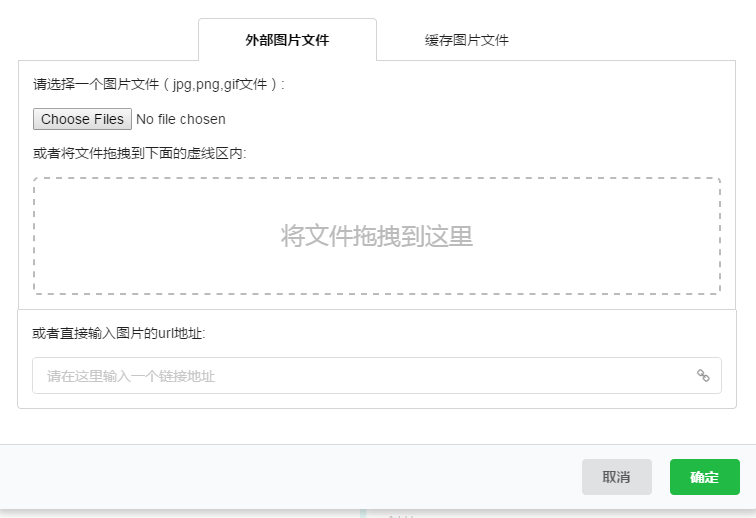 外部图片文件 缓存图片文件
请选择一个图片文件（jpg,png,gif文件）:
Choose Files No file chosen
或者将文件拖拽到下面的虚线区内:
将文件拖拽到这里
或者直接输入图片的url地址:
请在这里输入一个链接地址
取消 确定